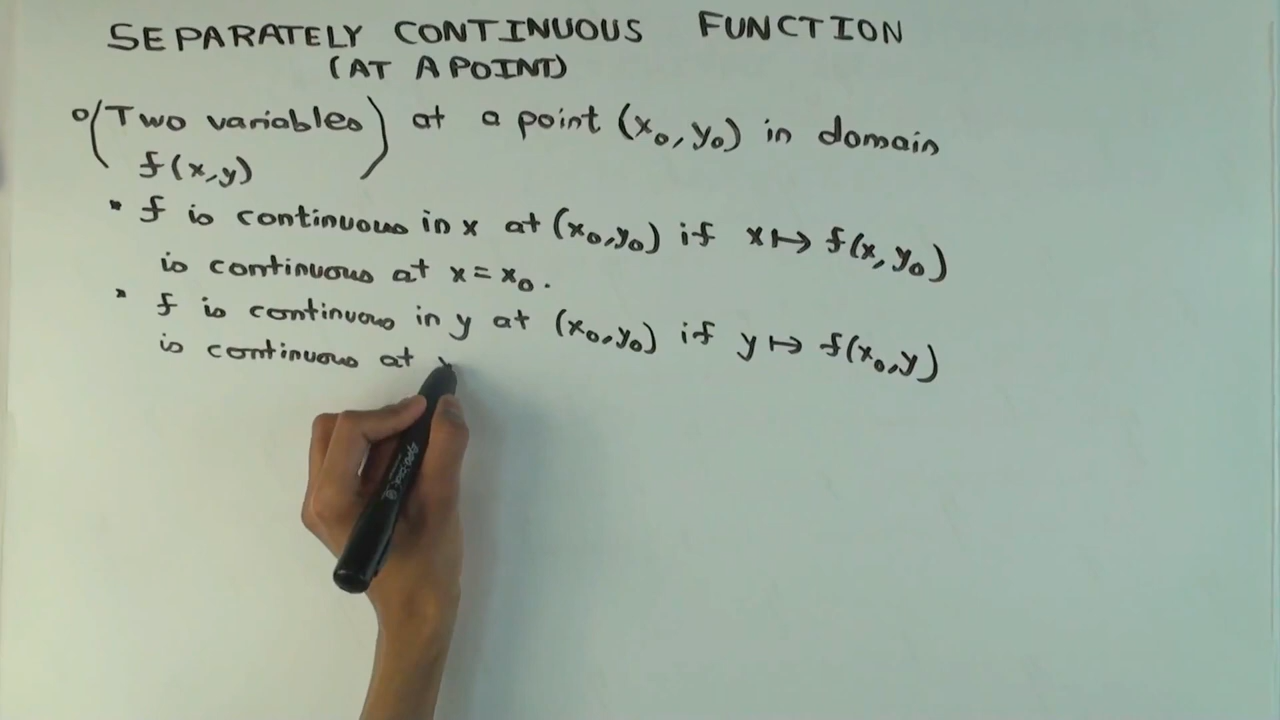 SEPARATELY CONTINUOUS FUNCTION
(AT A POINT)
o(Two variables) at a point (x₀,y₀) in domain
f(x,y)
• f is continuous in x at (x₀,y₀) if x↦ f(x,y₀)
is continuous at x=x₀.
• f is continuous in y at (x₀,y₀) if y↦ f(x₀,y)
is continuous at